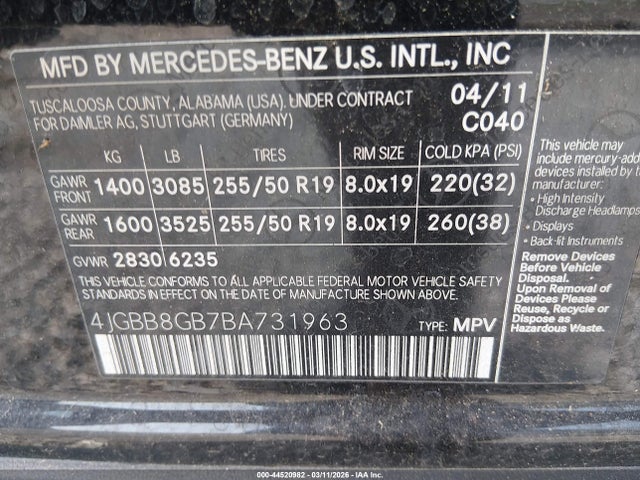 MFD BY MERCEDES-BENZ U.S. INTL., INC
TUSCALOOSA COUNTY, ALABAMA (USA). UNDER CONTRACT
FOR DAIMLER AG, STUTTGART (GERMANY)
04/11
C040
KG LB TIRES RIM SIZE COLD KPA (PSI)
GAWR FRONT 1400 3085 255/50 R19 8.0x19 220(32)
GAWR REAR 1600 3525 255/50 R19 8.0x19 260(38)
GVWR 2830 6235
THIS VEHICLE CONFORMS TO ALL APPLICABLE FEDERAL MOTOR VEHICLE SAFETY
STANDARDS IN EFFECT ON THE DATE OF MANUFACTURE SHOWN ABOVE.
4JGBB8GB7BA731963 TYPE: MPV
This vehicle may
include mercury-added
devices installed by the
manufacturer:
• High Intensity
Discharge Headlamps
• Displays
• Back-lit Instruments
Remove Devices
Before Vehicle
Disposal.
Upon Removal of
Devices Please
Reuse, Recycle or
Dispose as
Hazardous Waste.
000-44520982 - 03/11/2026 - IAA Corp.